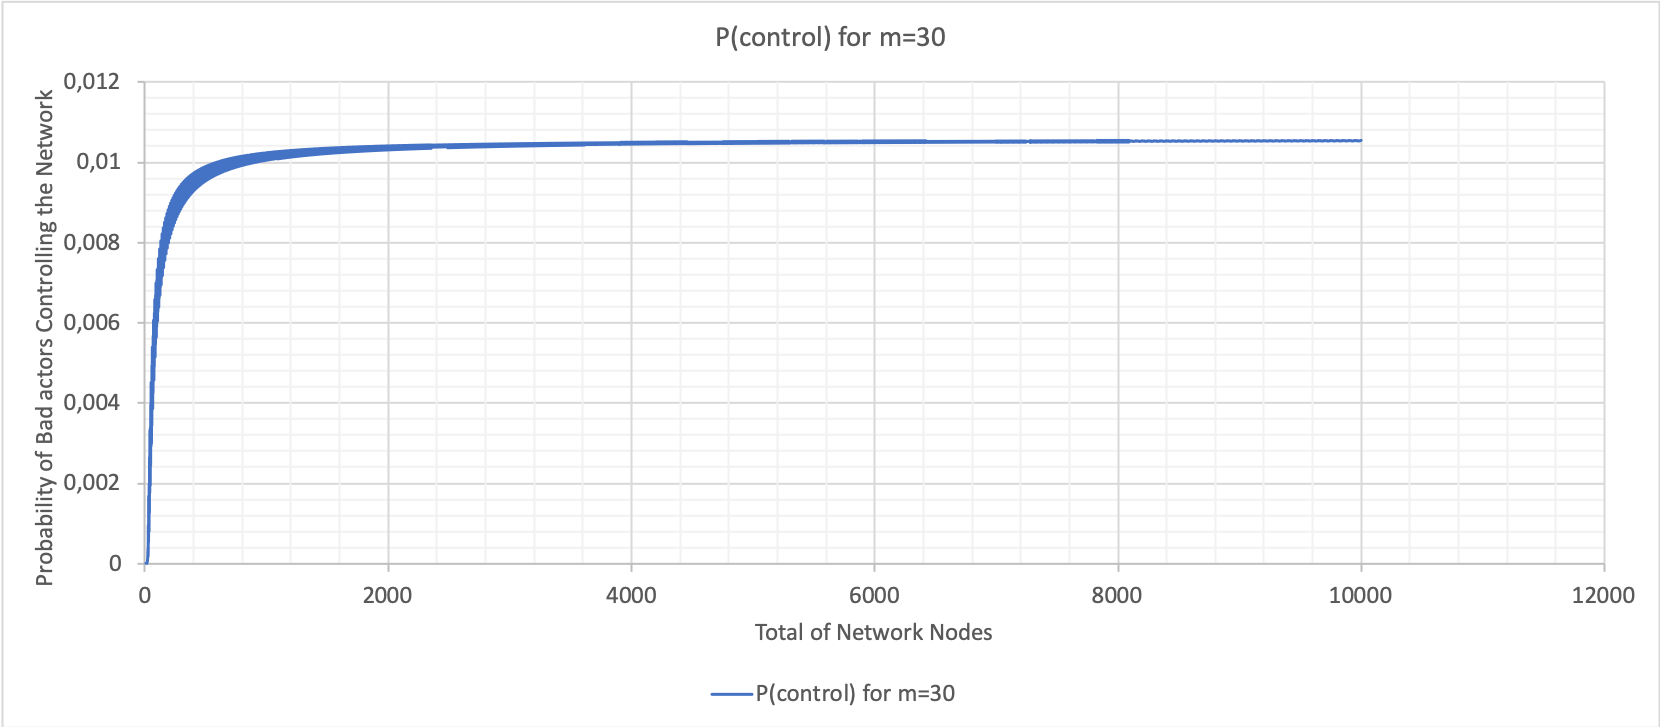 P(control) for m=30
Probability of Bad actors Controlling the Network
0,012
0,01
0,008
0,006
0,004
0,002
0
0 2000 4000 6000 8000 10000 12000
Total of Network Nodes
P(control) for m=30